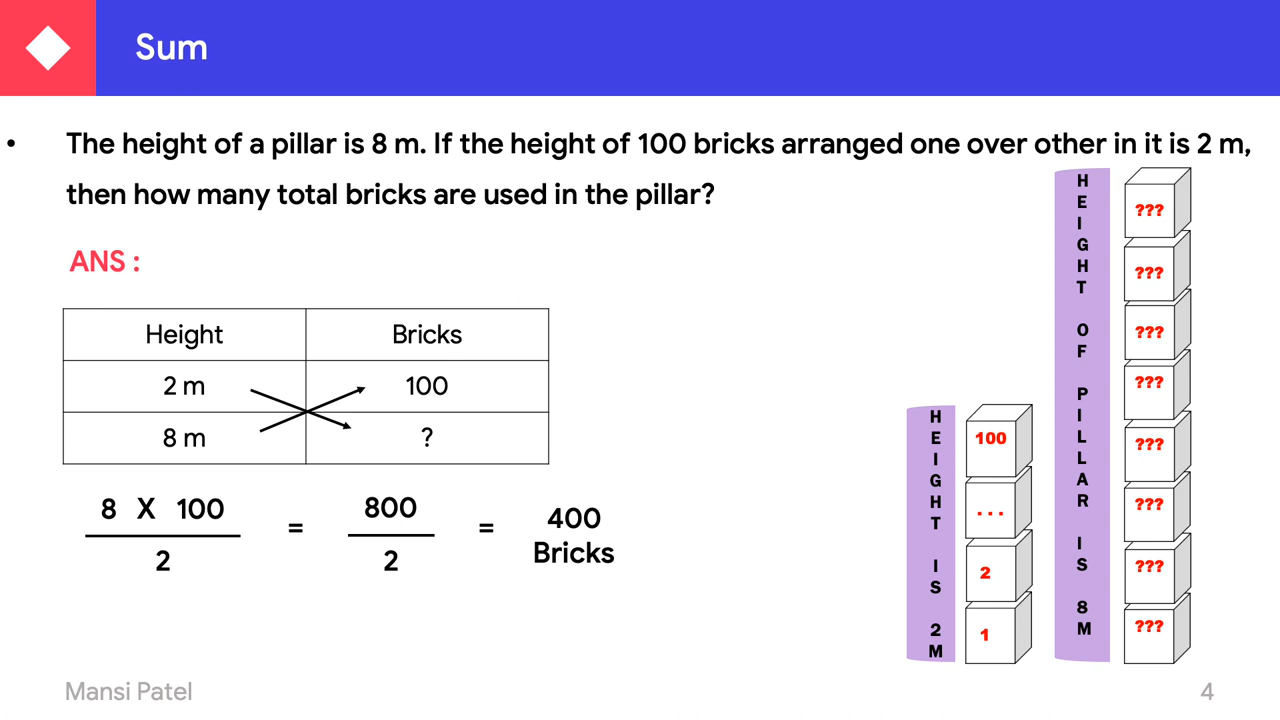 Sum
• The height of a pillar is 8 m. If the height of 100 bricks arranged one over other in it is 2 m,
then how many total bricks are used in the pillar?
ANS :
Height Bricks
2 m 100
8 m ?
8 X 100
2
=
800
2
=
400
Bricks
HEIGHT IS 2M
100
...
2
1
HEIGHT OF PILLAR IS 8M
???
???
???
???
???
???
???
???
Mansi Patel
4